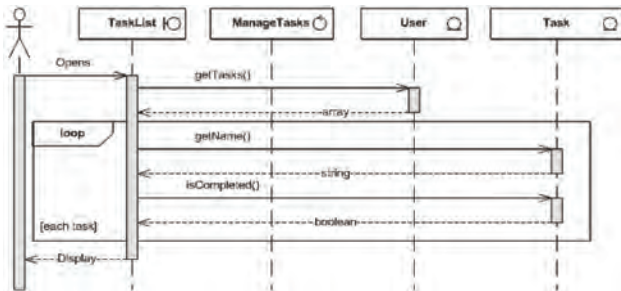 TaskList
ManageTasks
User
Task
Opens
getTasks()
array
loop
getName()
string
isCompleted()
boolean
[each task]
Display